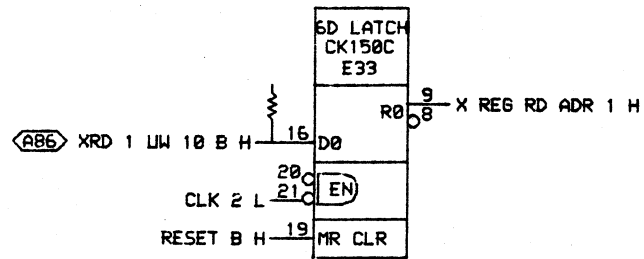 6D LATCH
CK150C
E33
R0
9 X REG RD ADR 1 H
8
A86 XRD 1 UW 10 B H 16 D0
20
21 EN
CLK 2 L
RESET B H 19 MR CLR